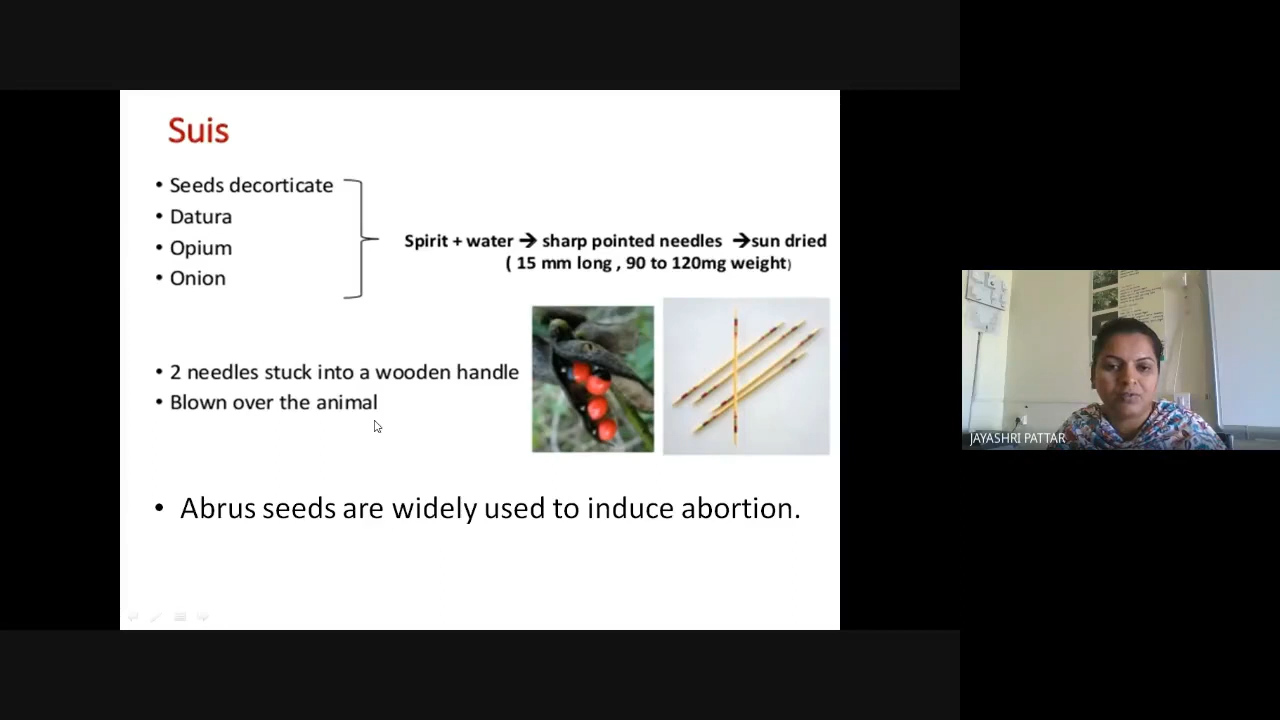 Suis
• Seeds decorticate
• Datura
• Opium
• Onion
Spirit + water ➔ sharp pointed needles ➔sun dried
( 15 mm long , 90 to 120mg weight)
• 2 needles stuck into a wooden handle
• Blown over the animal
• Abrus seeds are widely used to induce abortion.
JAYASHRI PATTAR